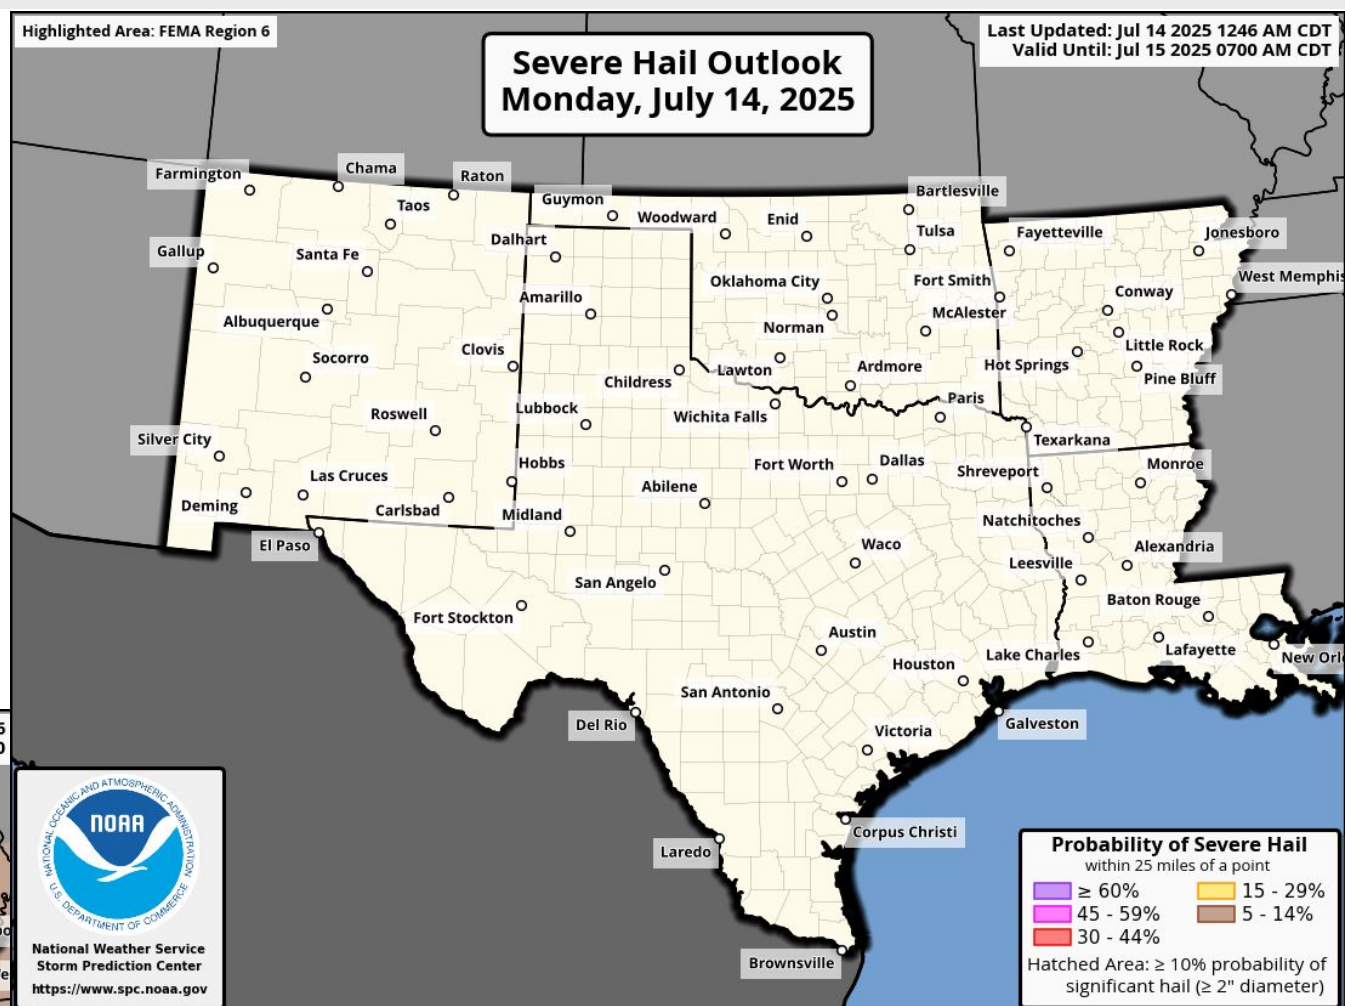 Highlighted Area: FEMA Region 6
Severe Hail Outlook
Monday, July 14, 2025
Last Updated: Jul 14 2025 1246 AM CDT
Valid Until: Jul 15 2025 0700 AM CDT
Farmington
Chama
Raton
Taos
Guymon
Woodward
Enid
Bartlesville
Tulsa
Fayetteville
Jonesboro
Gallup
Santa Fe
Dalhart
Oklahoma City
Fort Smith
Conway
West Memphis
Albuquerque
Amarillo
Norman
McAlester
Little Rock
Socorro
Clovis
Childress
Lawton
Ardmore
Hot Springs
Pine Bluff
Roswell
Lubbock
Wichita Falls
Paris
Texarkana
Silver City
Las Cruces
Hobbs
Abilene
Fort Worth
Dallas
Shreveport
Monroe
Deming
Carlsbad
Midland
Natchitoches
El Paso
San Angelo
Waco
Leesville
Alexandria
Fort Stockton
Austin
Baton Rouge
Houston
Lake Charles
Lafayette
New Orl
San Antonio
Del Rio
Victoria
Galveston
Laredo
Corpus Christi
Brownsville
6
0
NATIONAL OCEANIC AND ATMOSPHERIC ADMINISTRATION
NOAA
U.S. DEPARTMENT OF COMMERCE
National Weather Service
Storm Prediction Center
https://www.spc.noaa.gov
Probability of Severe Hail
within 25 miles of a point
≥ 60%
15 - 29%
45 - 59%
5 - 14%
30 - 44%
Hatched Area: ≥ 10% probability of
significant hail (≥ 2" diameter)